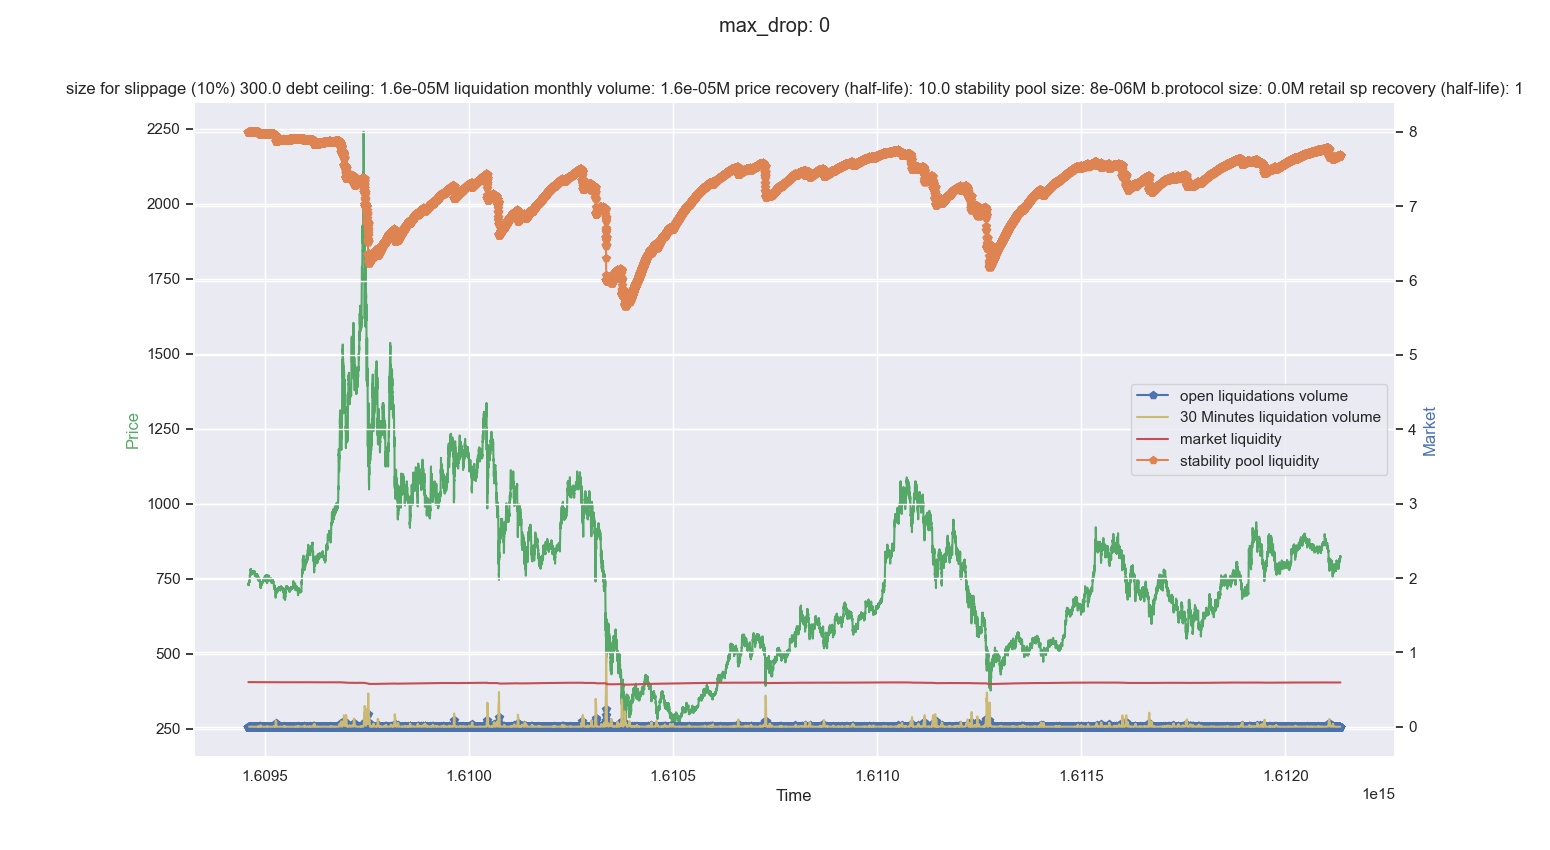 max_drop: 0
size for slippage (10%) 300.0 debt ceiling: 1.6e-05M liquidation monthly volume: 1.6e-05M price recovery (half-life): 10.0 stability pool size: 8e-06M b.protocol size: 0.0M retail sp recovery (half-life): 1
2250
2000
1750
1500
1250
1000
750
500
250
Price
8
7
6
5
4
3
2
1
0
Market
open liquidations volume
30 Minutes liquidation volume
market liquidity
stability pool liquidity
1.6095 1.6100 1.6105 1.6110 1.6115 1.6120
Time
1e15